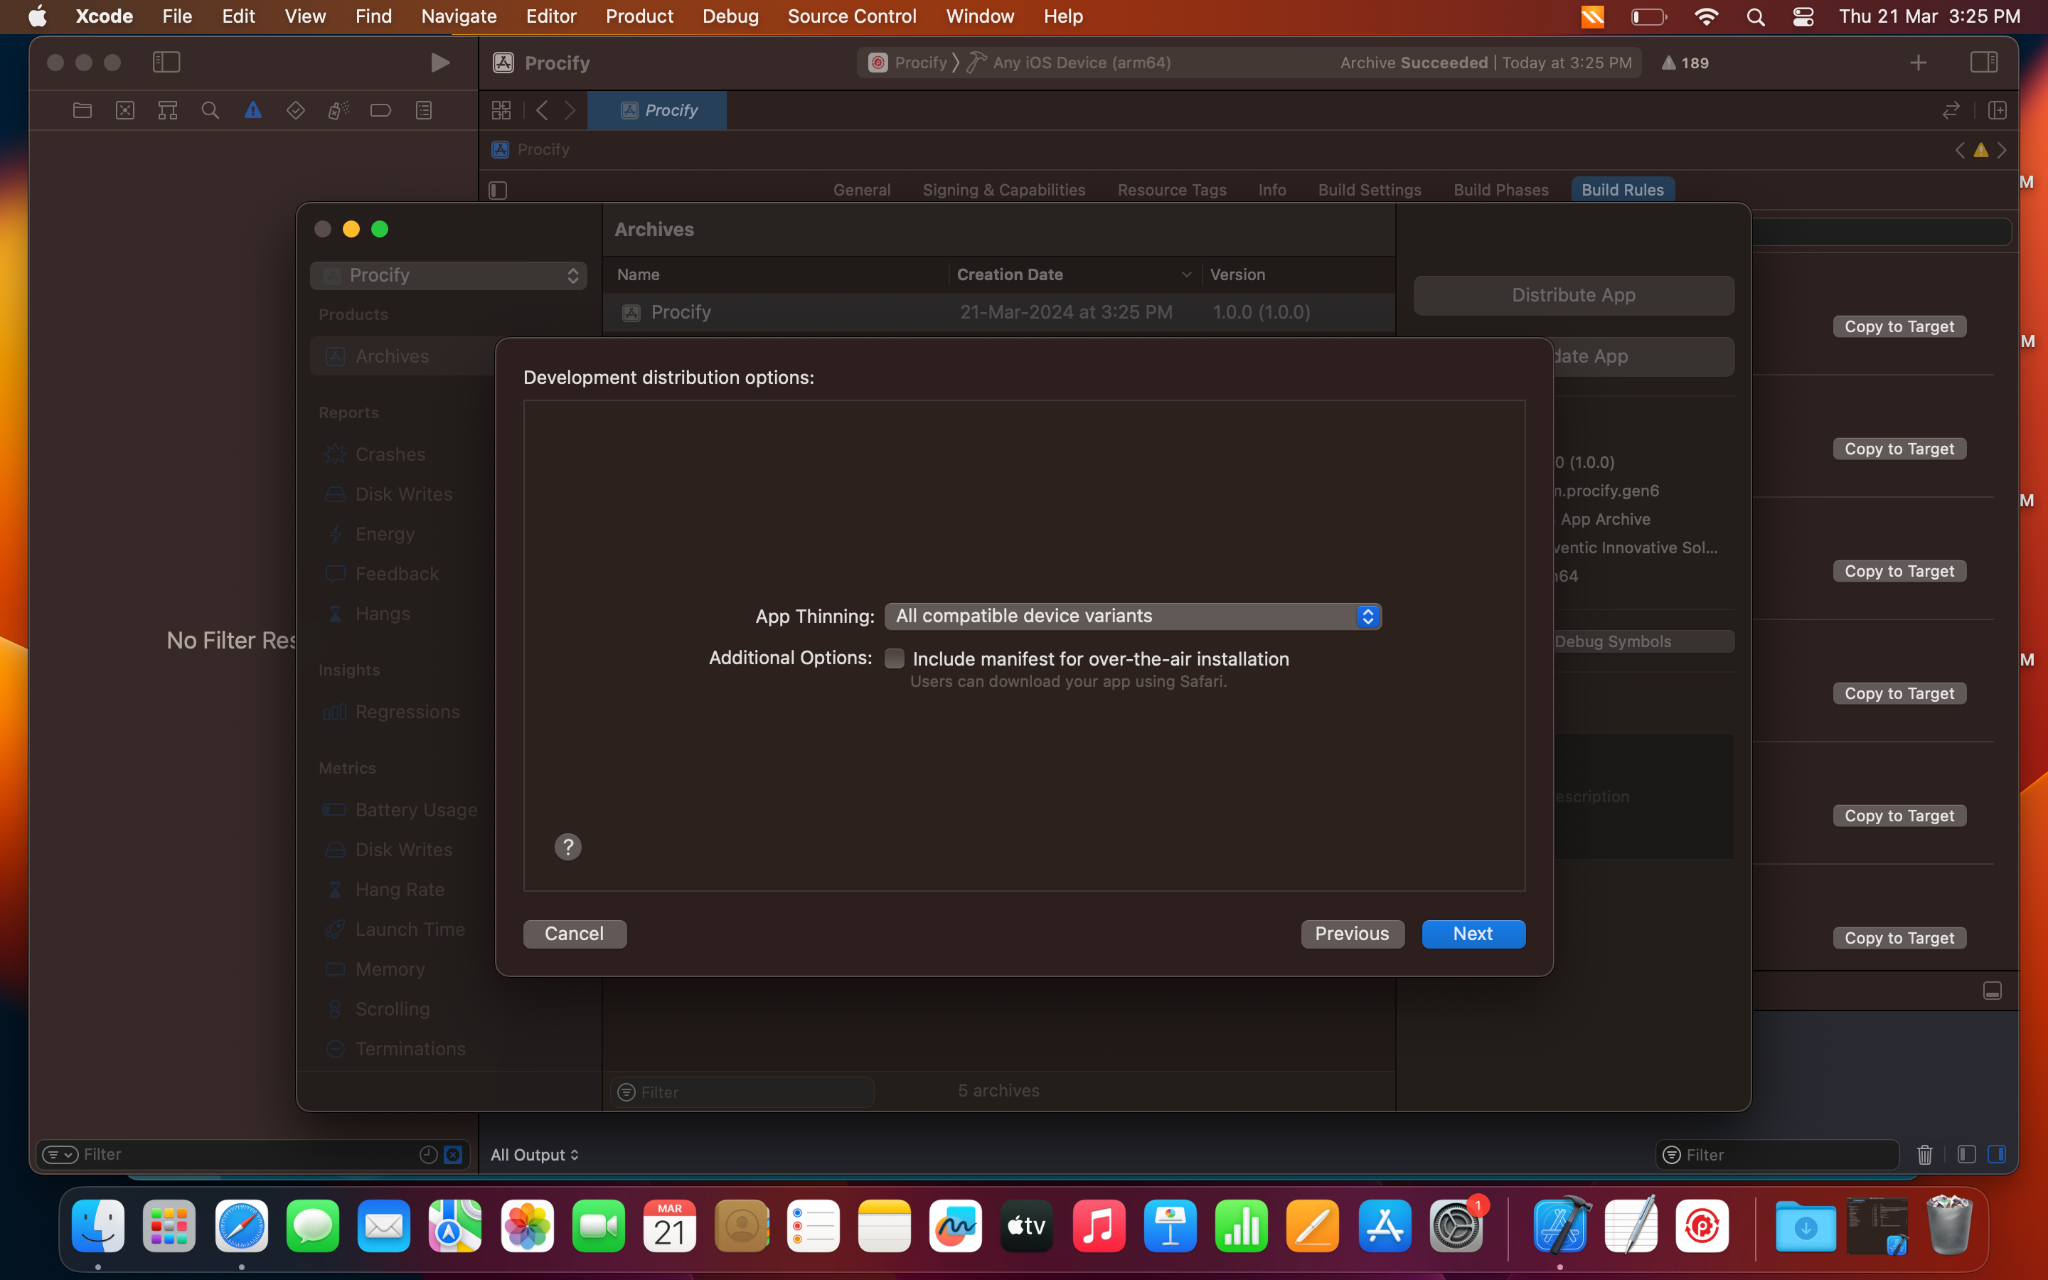 Xcode File Edit View Find Navigate Editor Product Debug Source Control Window Help Thu 21 Mar 3:25 PM
Procify Procify Any iOS Device (arm64) Archive Succeeded | Today at 3:25 PM 189
Procify
Procify
General Signing & Capabilities Resource Tags Info Build Settings Build Phases Build Rules
Archives
Procify Name Creation Date Version Distribute App
Products Procify 21-Mar-2024 at 3:25 PM 1.0.0 (1.0.0)
Copy to Target
Archives date App
Development distribution options:
Reports
Crashes Copy to Target
0 (1.0.0)
Disk Writes m.procify.gen6
App Archive
Energy ventic Innovative Sol...
Feedback m64 Copy to Target
Hangs App Thinning: All compatible device variants
No Filter Res Debug Symbols
Additional Options: Include manifest for over-the-air installation
Insights Users can download your app using Safari.
Copy to Target
Regressions
Metrics
escription
Battery Usage Copy to Target
Disk Writes ?
Hang Rate
Launch Time Cancel Previous Next Copy to Target
Memory
Scrolling
Terminations
Filter 5 archives
Filter All Output Filter
MAR
21 tv 1